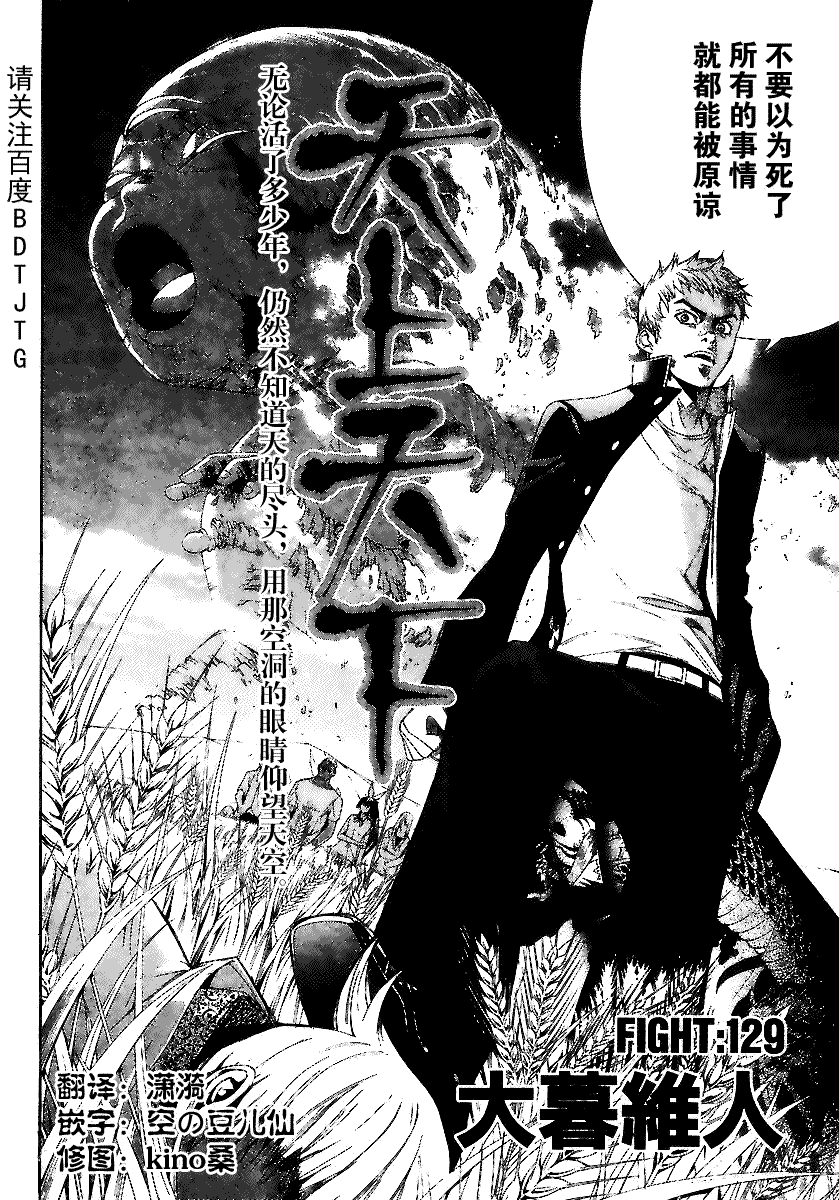 不要以为死了
所有的事情
就都能被原谅
天上天下
无论活了多少年，仍然不知道天的尽头，用那空洞的眼睛仰望天空。
请关注百度BDTJTG
FIGHT:129
大暮維人
翻译：潇漪
嵌字：空の豆儿仙
修图：kino桑